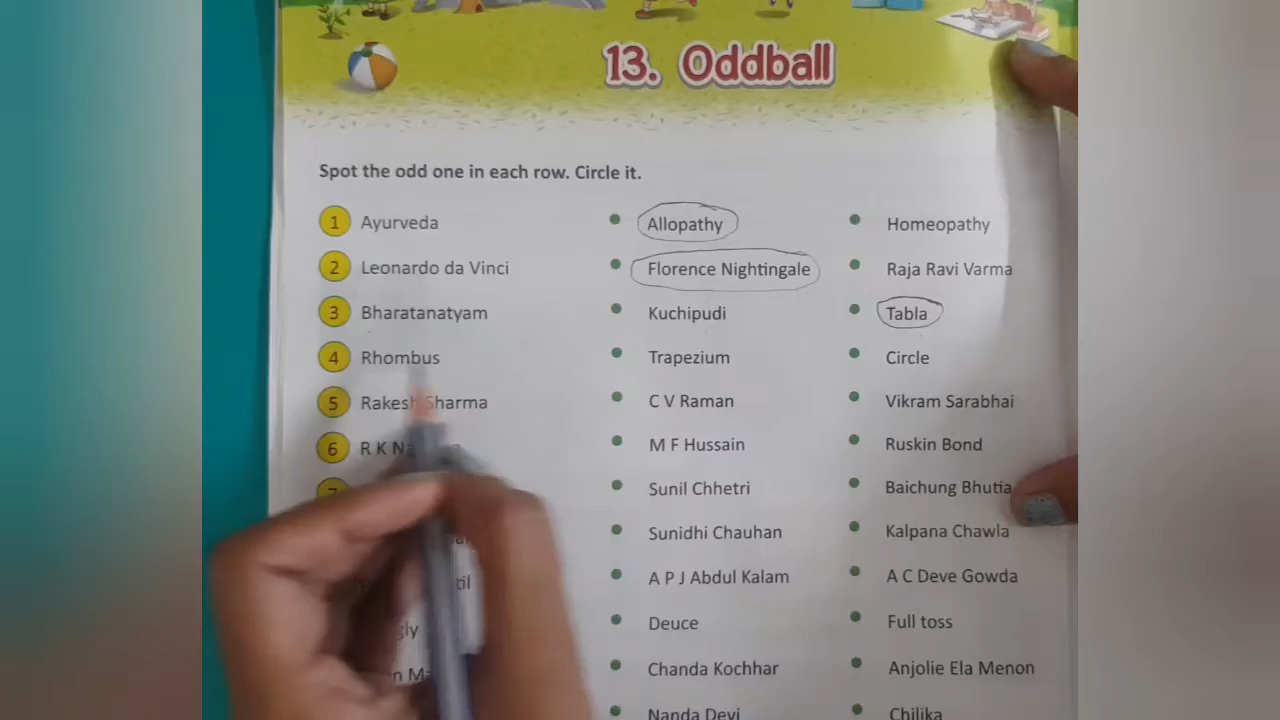 13. Oddball
Spot the odd one in each row. Circle it.
1 Ayurveda • Allopathy • Homeopathy
2 Leonardo da Vinci • Florence Nightingale • Raja Ravi Varma
3 Bharatanatyam • Kuchipudi • Tabla
4 Rhombus • Trapezium • Circle
5 Rakesh Sharma • C V Raman • Vikram Sarabhai
6 R K • M F Hussain • Ruskin Bond
7 • Sunil Chhetri • Baichung Bhutia
• Sunidhi Chauhan • Kalpana Chawla
• A P J Abdul Kalam • A C Deve Gowda
• Deuce • Full toss
• Chanda Kochhar • Anjolie Ela Menon
• Nanda Devi • Chilika